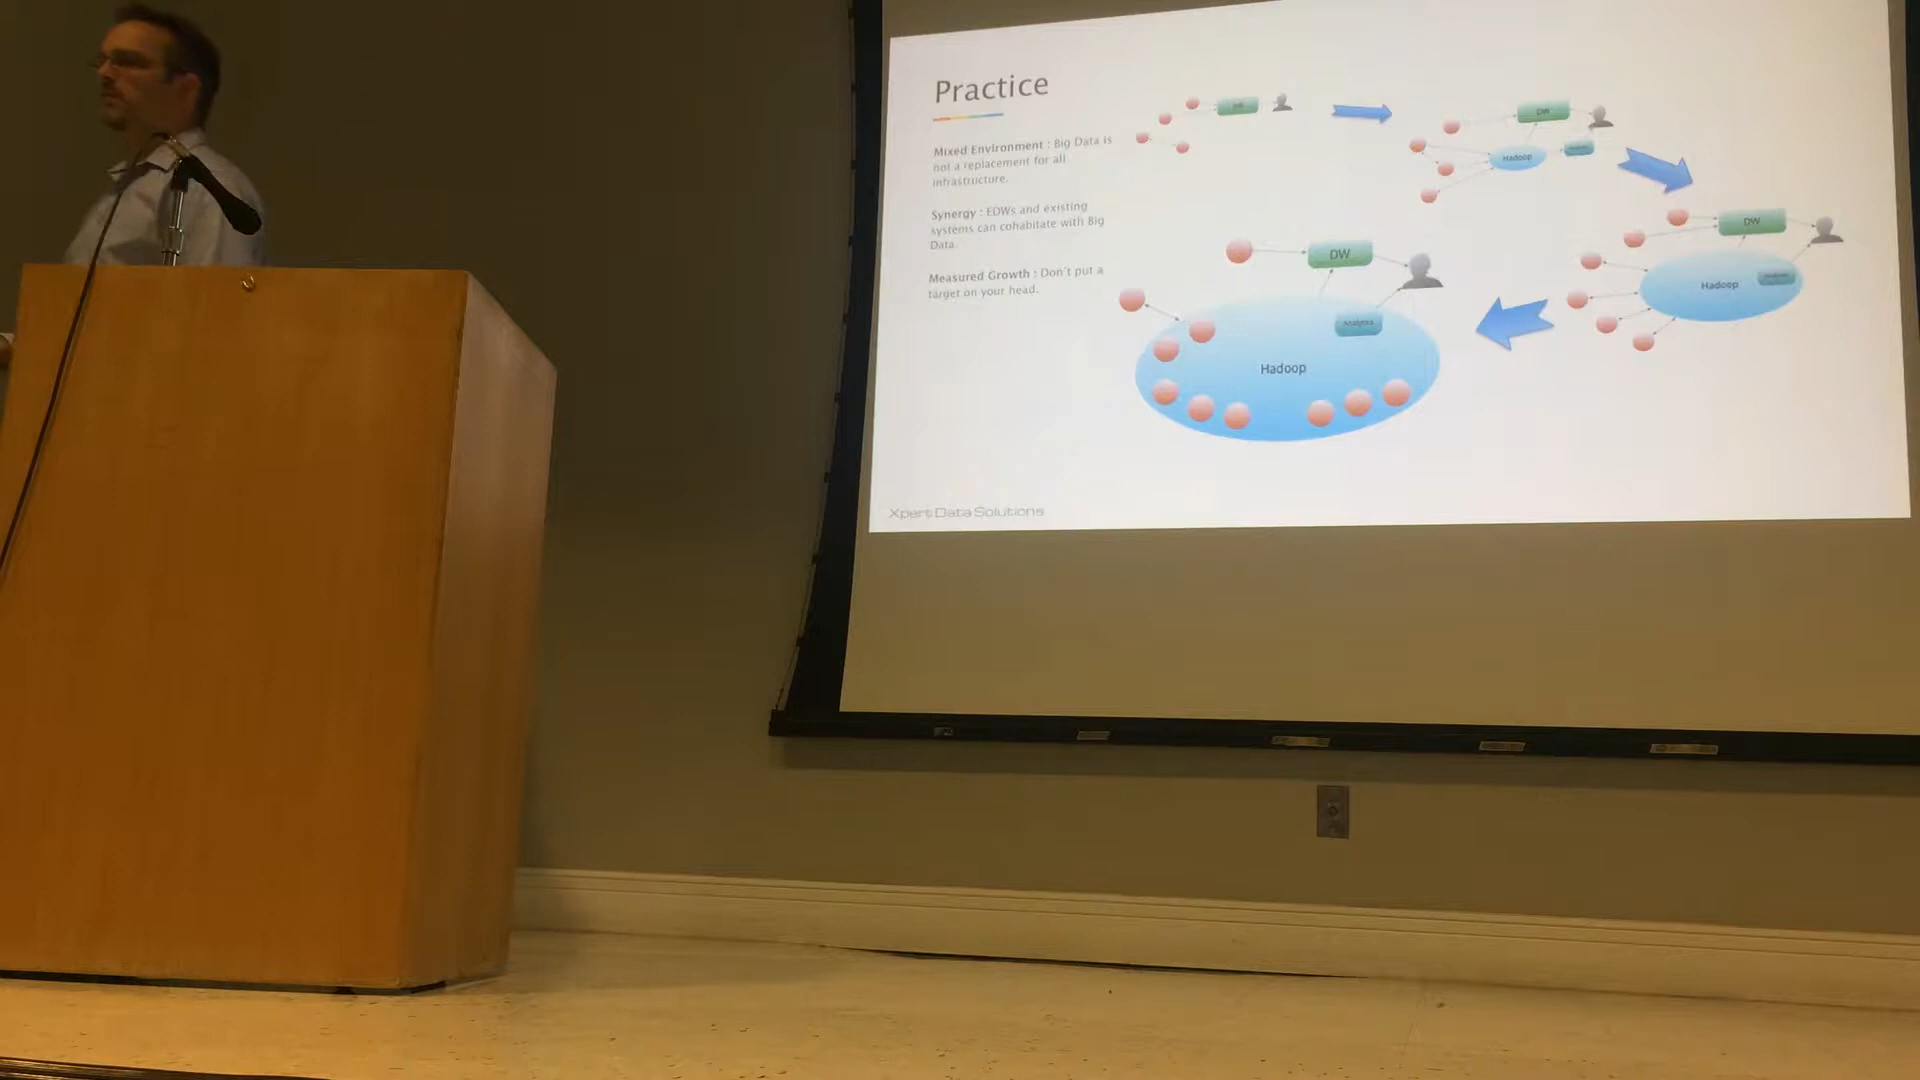 Practice
Mixed Environment : Big Data is
not a replacement for all
infrastructure.
Synergy : EDWs and existing
systems can cohabitate with Big
Data.
Measured Growth : Don't put a
target on your head.
DW
Hadoop
DW
Hadoop
DW
Analytics
Hadoop
Xpert Data Solutions